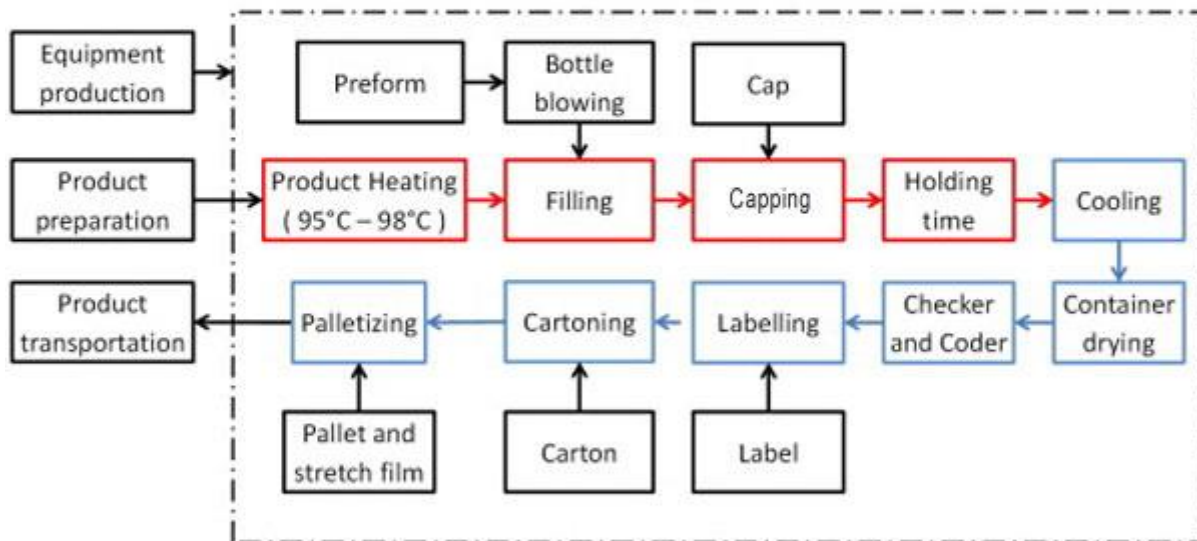 Equipment
production
Preform
Bottle
blowing
Cap
Product
preparation
Product Heating
( 95°C – 98°C )
Filling
Capping
Holding
time
Cooling
Product
transportation
Palletizing
Cartoning
Labelling
Checker
and Coder
Container
drying
Pallet and
stretch film
Carton
Label